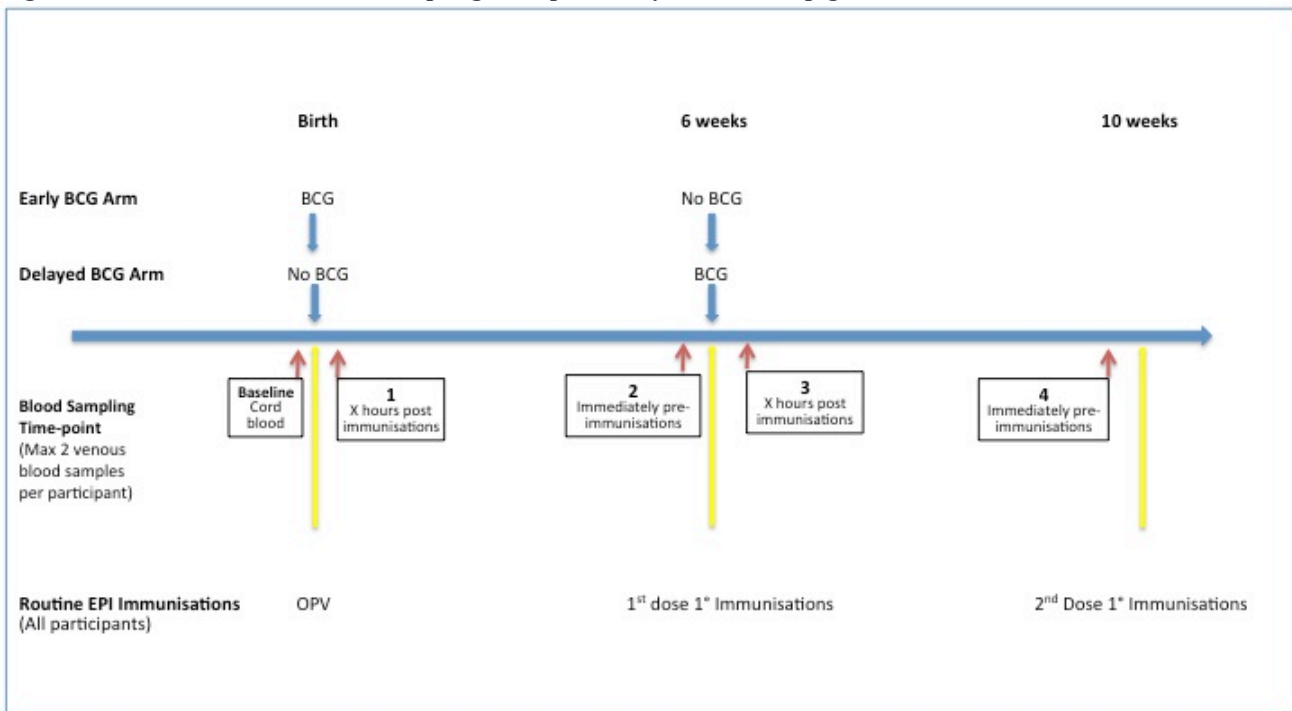 Birth 6 weeks 10 weeks
Early BCG Arm BCG No BCG
Delayed BCG Arm No BCG BCG
Baseline
Cord
blood
1
X hours post
immunisations
2
Immediately pre-
immunisations
3
X hours post
immunisations
4
Immediately pre-
immunisations
Blood Sampling
Time-point
(Max 2 venous
blood samples
per participant)
Routine EPI Immunisations OPV 1st dose 1° Immunisations 2nd Dose 1° Immunisations
(All participants)